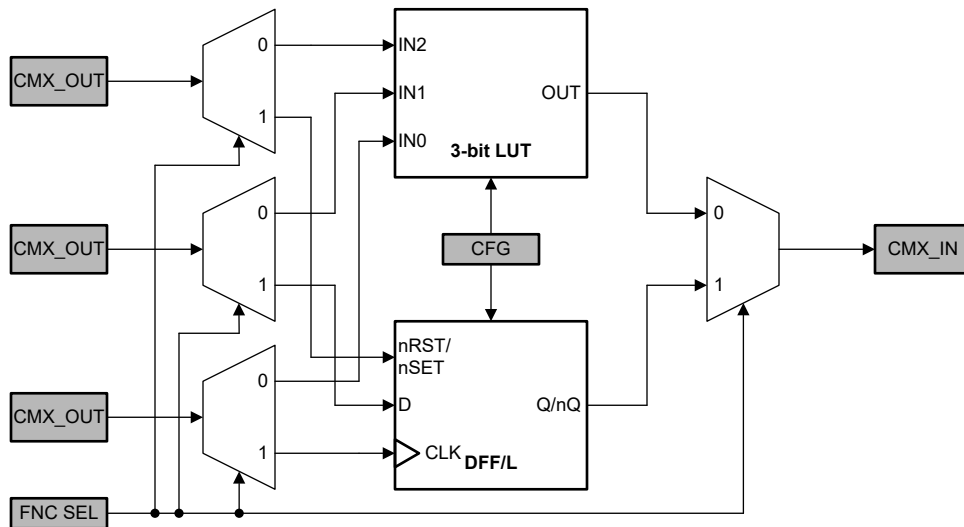 0
IN2
CMX_OUT
IN1
OUT
1
IN0
3-bit LUT
0
0
CMX_OUT
CFG
CMX_IN
1
1
nRST/
nSET
0
CMX_OUT
D
Q/nQ
1
CLK
DFF/L
FNC SEL